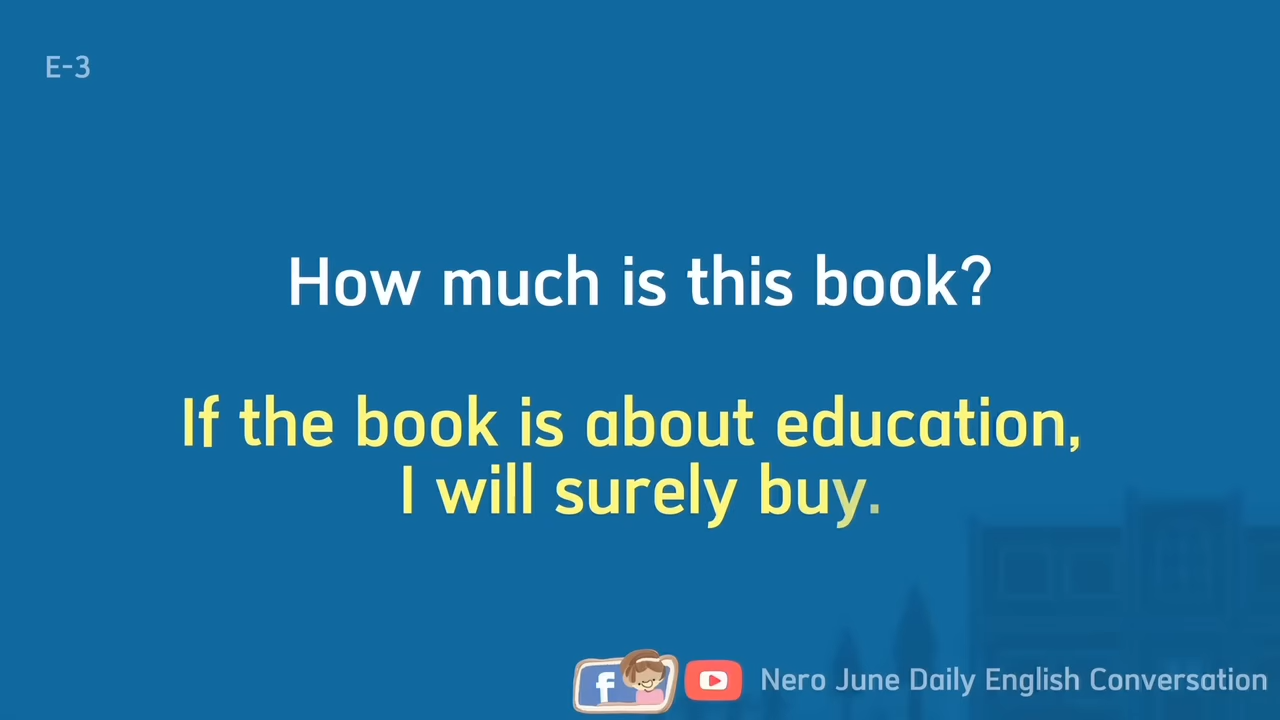 E-3
How much is this book?
If the book is about education,
I will surely buy.
f
Nero June Daily English Conversation